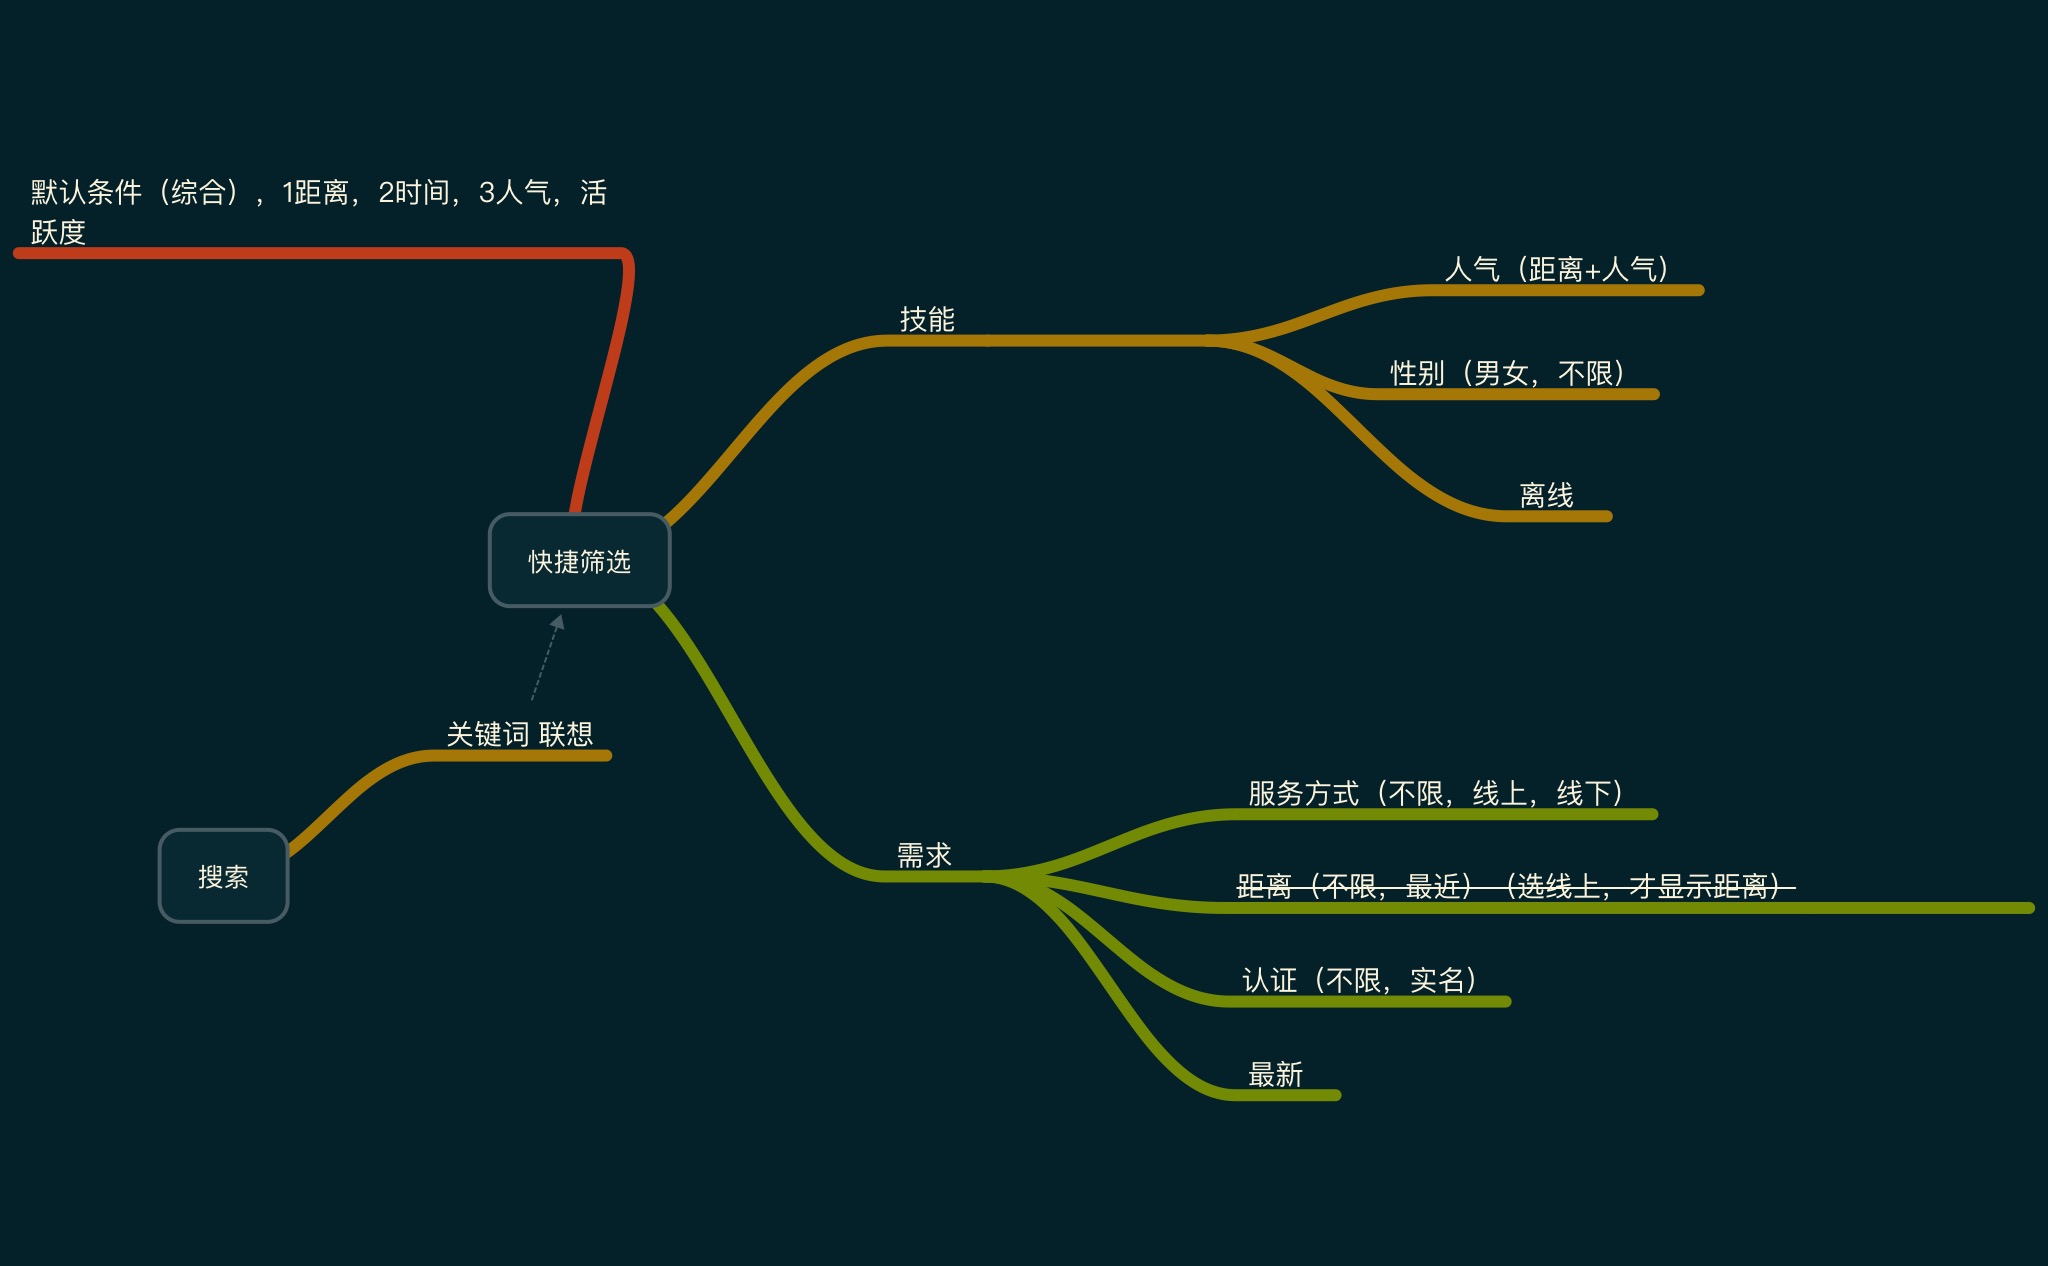 默认条件（综合），1距离，2时间，3人气，活
跃度
人气（距离+人气）
技能
性别（男女，不限）
离线
快捷筛选
关键词 联想
服务方式（不限，线上，线下）
需求
搜索
距离（不限，最近）（选线上，才显示距离）
认证（不限，实名）
最新